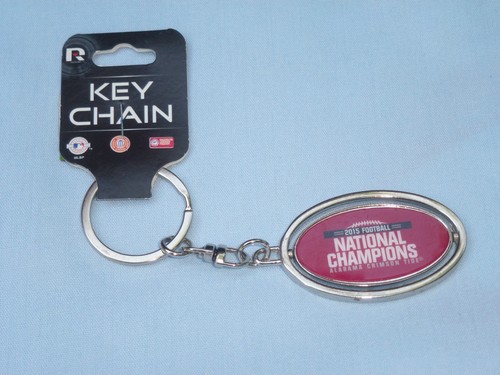 R
KEY
CHAIN
2015 FOOTBALL
NATIONAL
CHAMPIONS
ALABAMA CRIMSON TIDE